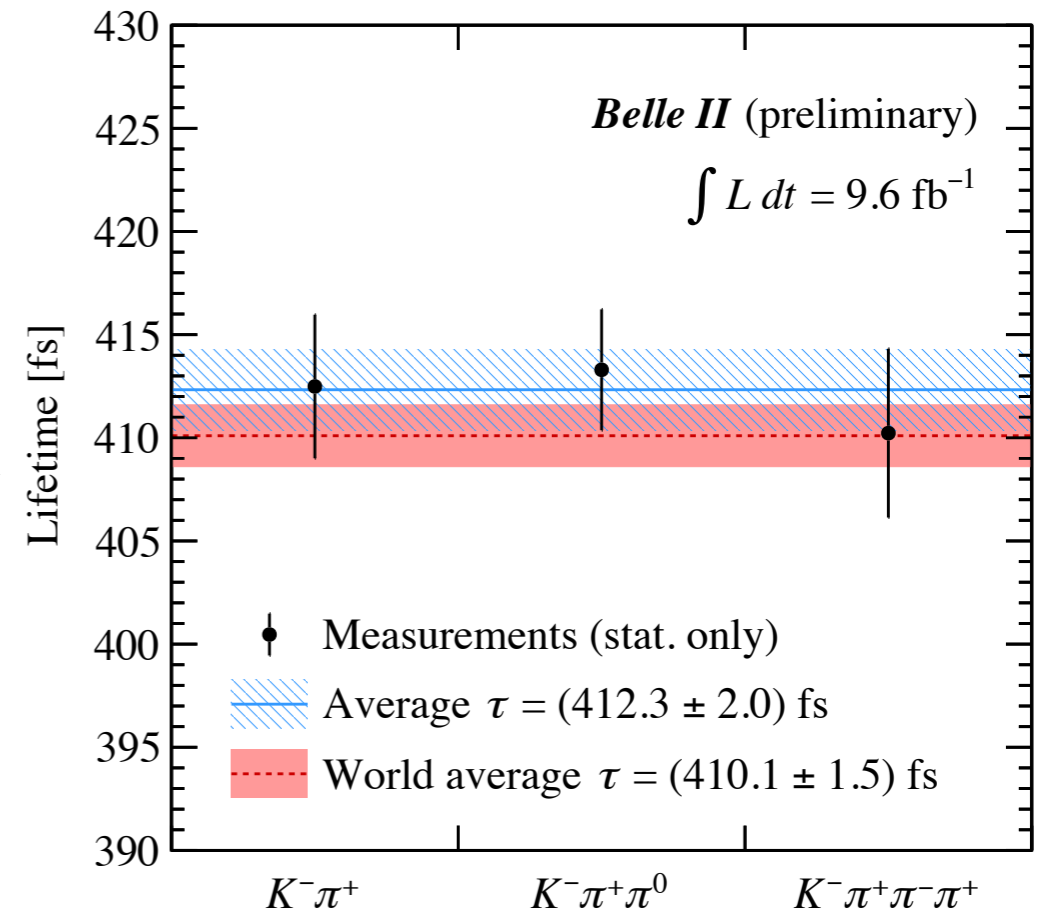 430
425
420
415
410
405
400
395
390
Lifetime [fs]
Belle II (preliminary)
∫ L dt = 9.6 fb⁻¹
Measurements (stat. only)
Average τ = (412.3 ± 2.0) fs
World average τ = (410.1 ± 1.5) fs
K⁻π⁺ K⁻π⁺π⁰ K⁻π⁺π⁻π⁺